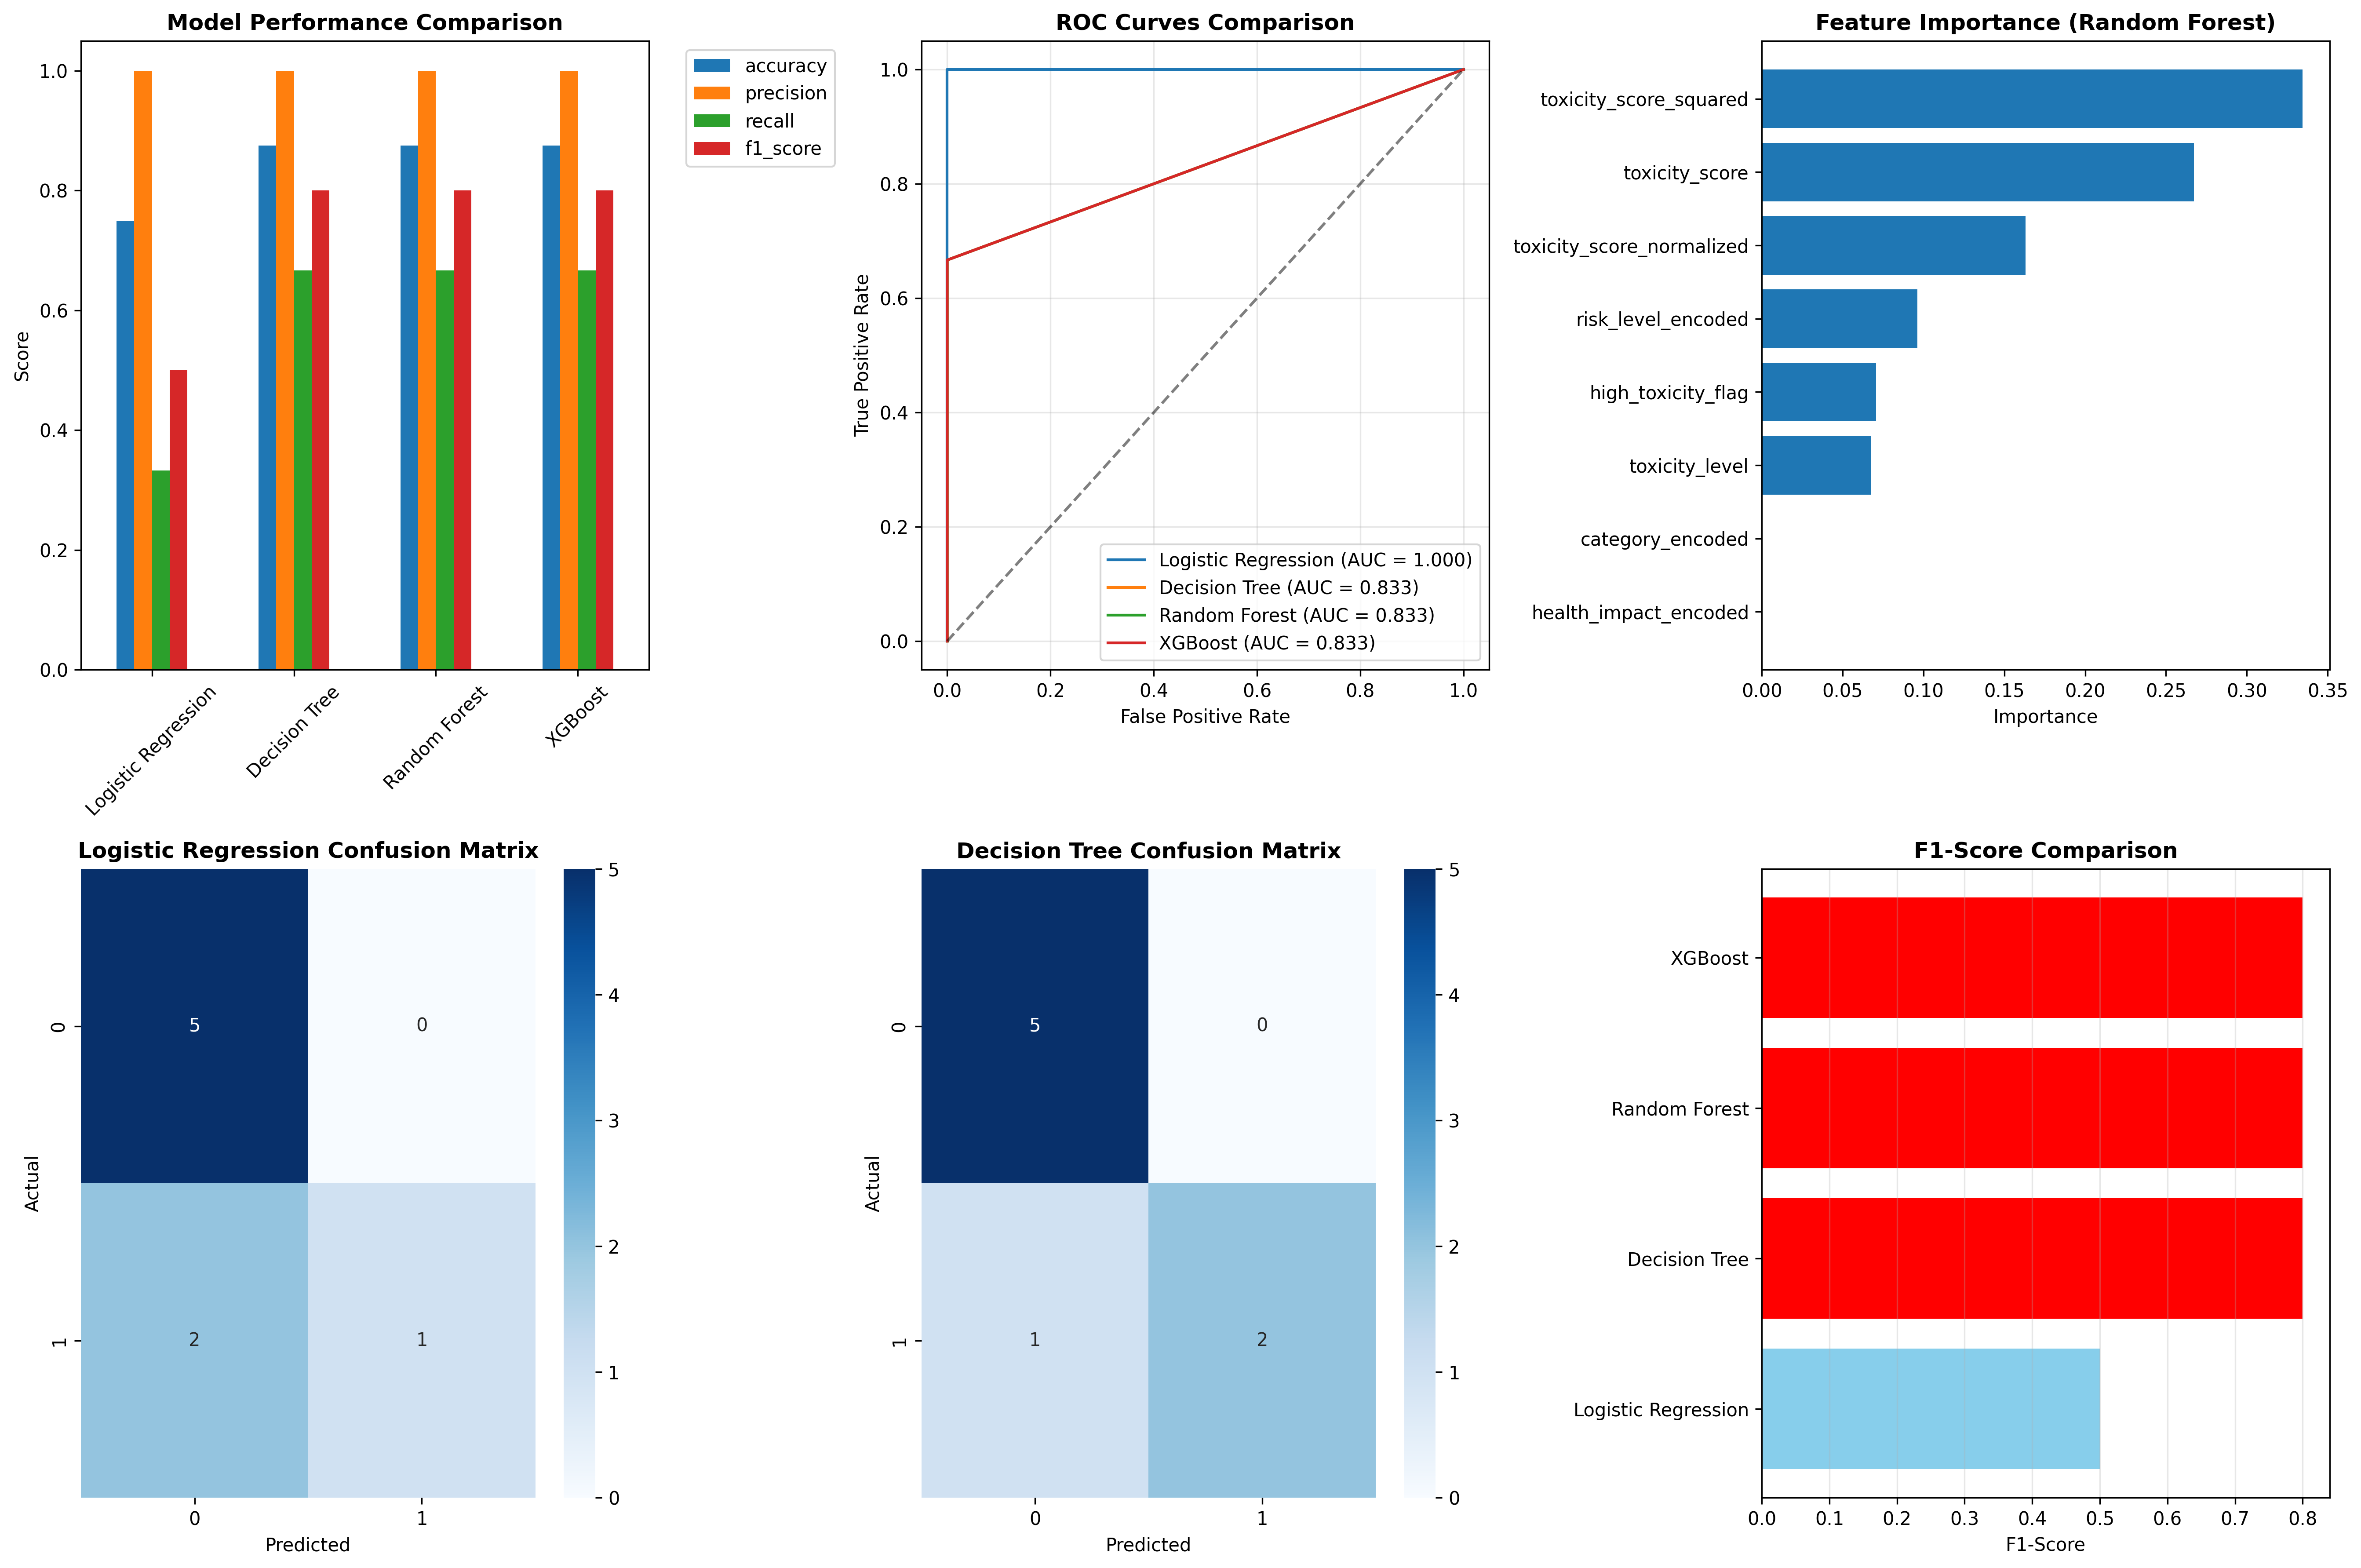 Model Performance Comparison
Score
1.0
0.8
0.6
0.4
0.2
0.0
Logistic Regression
Decision Tree
Random Forest
XGBoost
accuracy
precision
recall
f1_score
ROC Curves Comparison
True Positive Rate
1.0
0.8
0.6
0.4
0.2
0.0
0.0 0.2 0.4 0.6 0.8 1.0
False Positive Rate
Logistic Regression (AUC = 1.000)
Decision Tree (AUC = 0.833)
Random Forest (AUC = 0.833)
XGBoost (AUC = 0.833)
Feature Importance (Random Forest)
toxicity_score_squared
toxicity_score
toxicity_score_normalized
risk_level_encoded
high_toxicity_flag
toxicity_level
category_encoded
health_impact_encoded
0.00 0.05 0.10 0.15 0.20 0.25 0.30 0.35
Importance
Logistic Regression Confusion Matrix
Actual
0
1
5 0
2 1
0 1
Predicted
5
4
3
2
1
0
Decision Tree Confusion Matrix
Actual
0
1
5 0
1 2
0 1
Predicted
5
4
3
2
1
0
F1-Score Comparison
XGBoost
Random Forest
Decision Tree
Logistic Regression
0.0 0.1 0.2 0.3 0.4 0.5 0.6 0.7 0.8
F1-Score